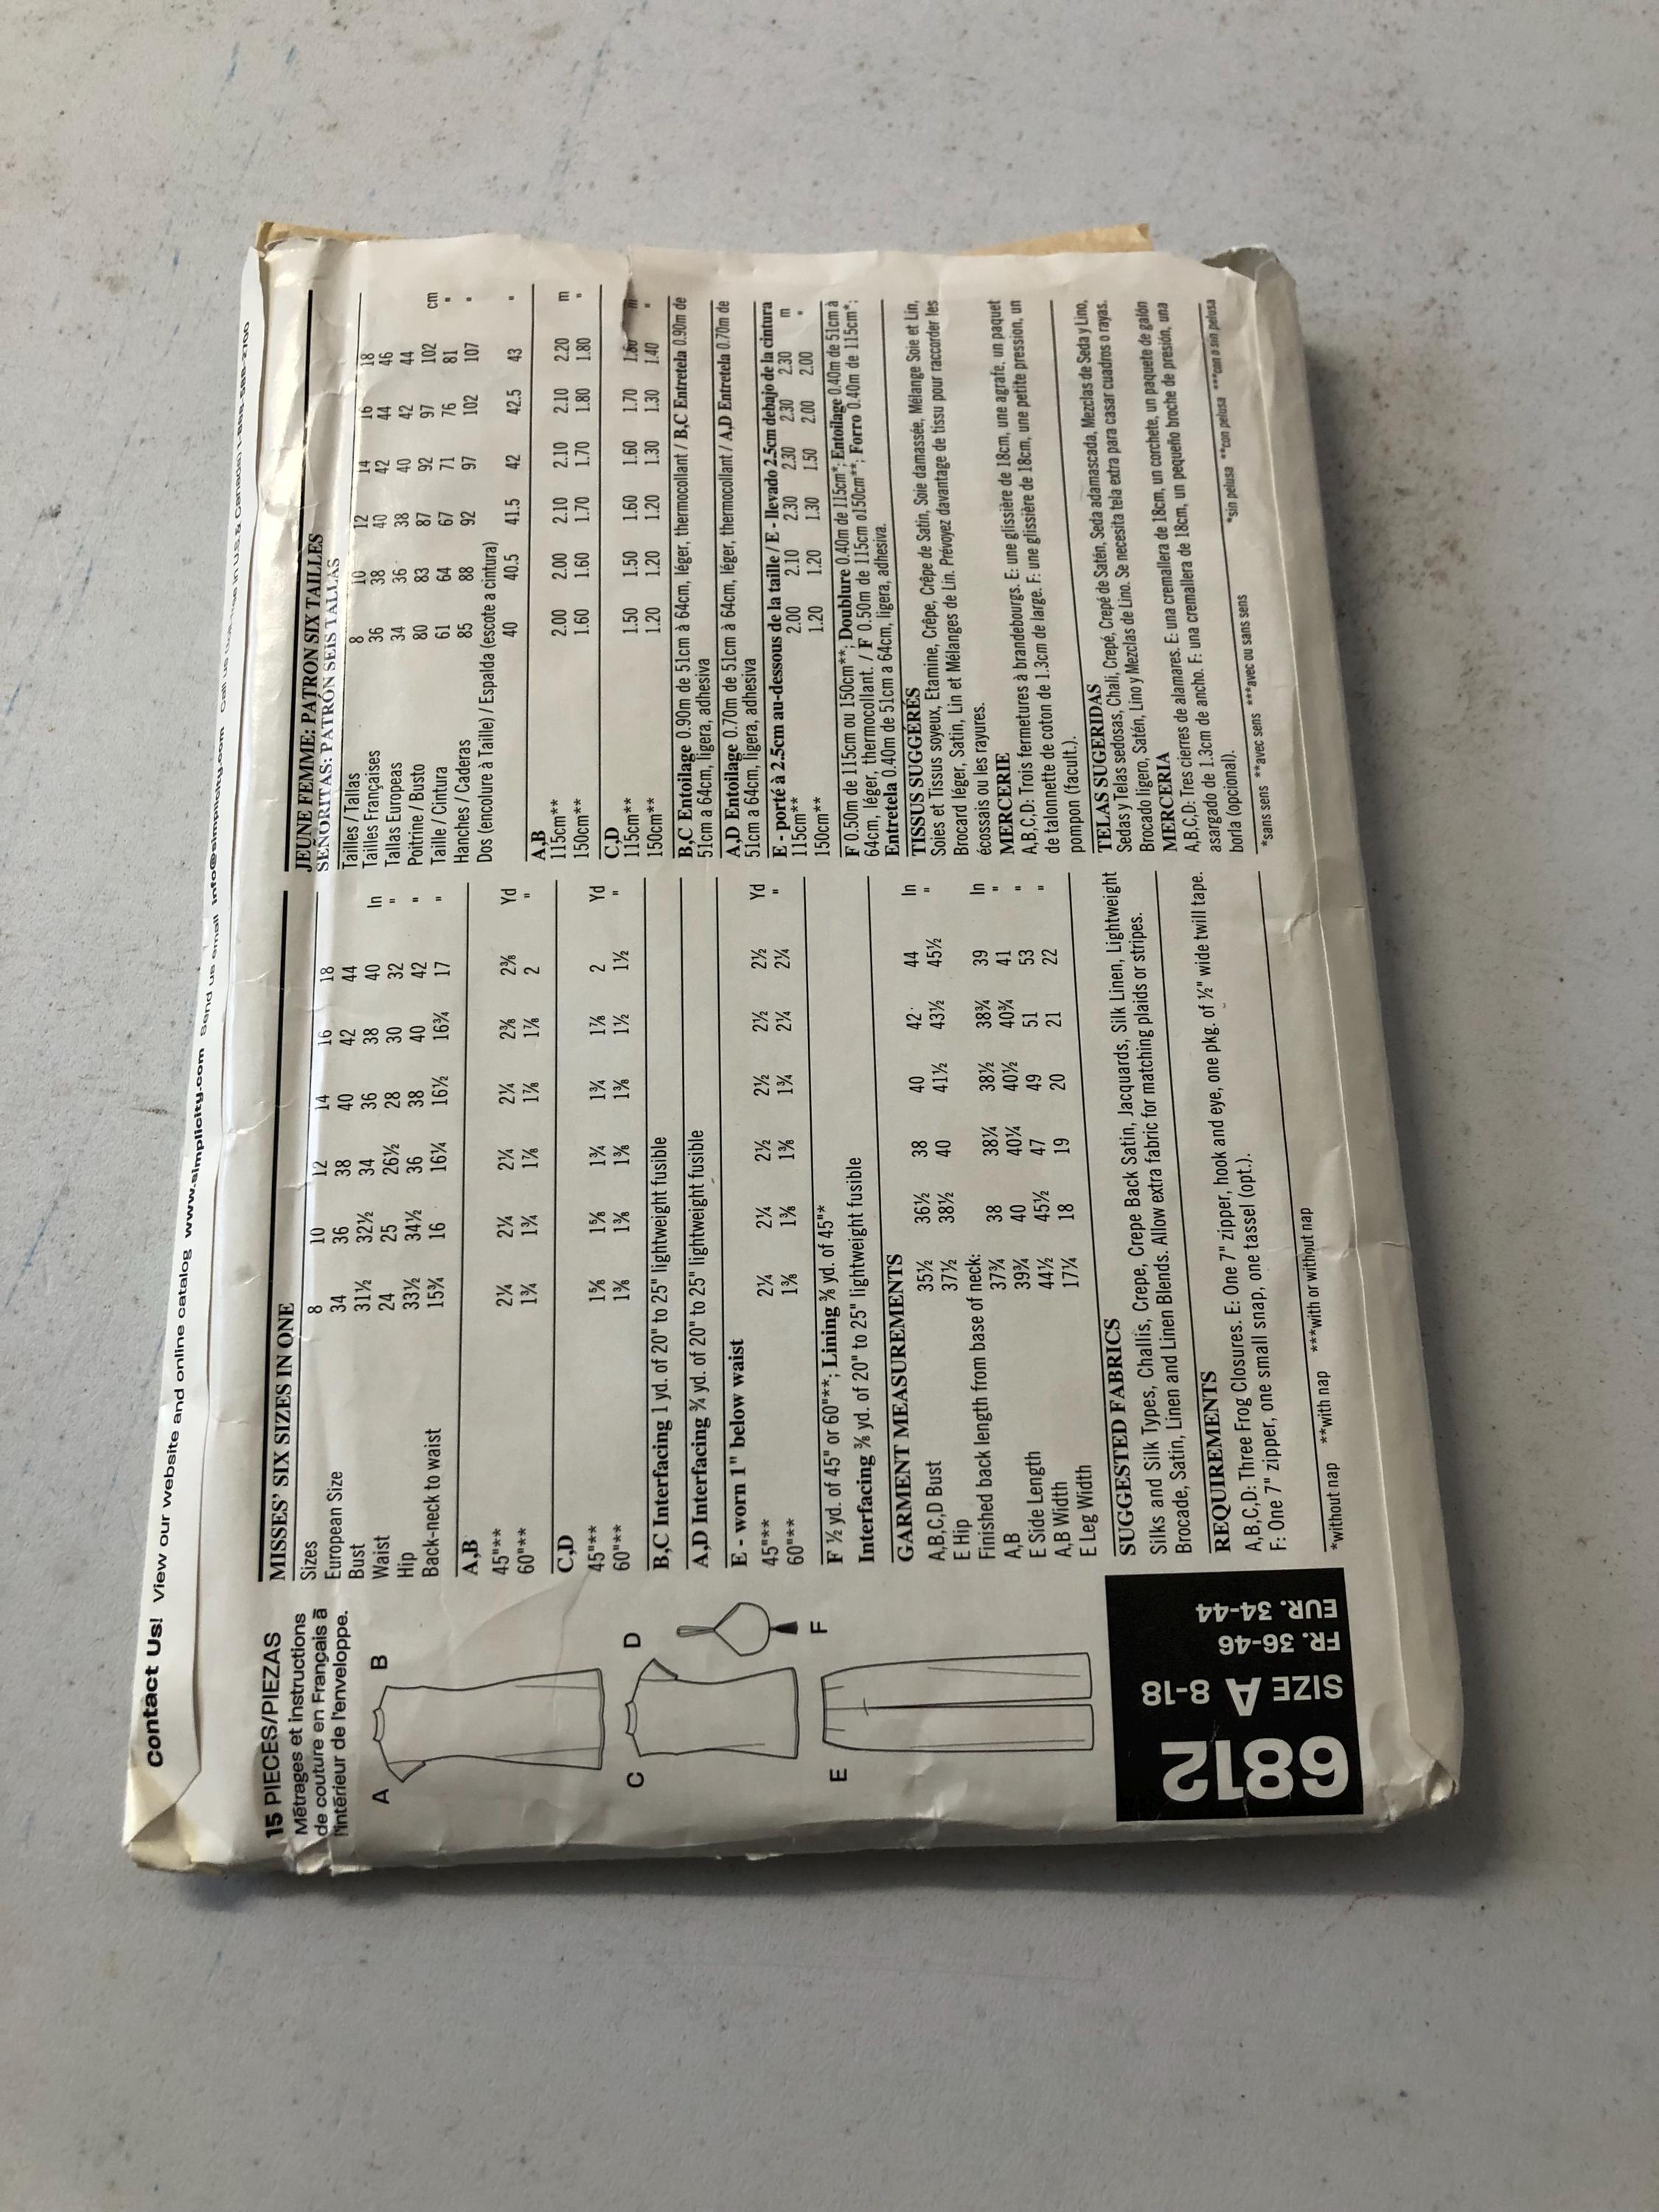 Contact Us! View our website and online catalog www.simplicity.com Send us email info@simplicity.com
15 PIECES/PIEZAS
Métrages et instructions
de couture en Français à
l'intérieur de l'enveloppe.
A B
C D
E F
6812
SIZE A 8-18
FR. 36-46
EUR. 34-44
MISSES' SIX SIZES IN ONE
Sizes 8 10 12 14 16 18
European Size 34 36 38 40 42 44
Bust 31½ 32½ 34 36 38 40 In
Waist 24 25 26½ 28 30 32 "
Hip 33½ 34½ 36 38 40 42 "
Back-neck to waist 15¾ 16 16¼ 16½ 16¾ 17 "
A,B
45"** 2¼ 2¼ 2¼ 2¼ 2⅜ 2⅜ Yd
60"** 1¾ 1¾ 1⅞ 1⅞ 1⅞ 2 "
C,D
45"** 1⅝ 1⅝ 1¾ 1¾ 1⅞ 2 Yd
60"** 1⅜ 1⅜ 1⅜ 1⅜ 1½ 1½ "
B,C Interfacing 1 yd. of 20" to 25" lightweight fusible
A,D Interfacing ¾ yd. of 20" to 25" lightweight fusible
E - worn 1" below waist
45"** 2¼ 2¼ 2½ 2½ 2½ 2½ Yd
60"** 1⅜ 1⅜ 1⅜ 1¾ 2¼ 2¼ "
F ½ yd. of 45" or 60"**; Lining ⅜ yd. of 45"*
Interfacing ⅜ yd. of 20" to 25" lightweight fusible
GARMENT MEASUREMENTS
A,B,C,D Bust 35½ 36½ 38 40 42 44 In
E Hip 37½ 38½ 40 41½ 43½ 45½ "
Finished back length from base of neck:
A,B 37¾ 38 38¼ 38½ 38¾ 39 In
E Side Length 39¾ 40 40¼ 40½ 40¾ 41 "
A,B Width 44½ 45½ 47 49 51 53 "
E Leg Width 17¼ 18 19 20 21 22 "
SUGGESTED FABRICS
Silks and Silk Types, Challis, Crepe, Crepe Back Satin, Jacquards, Silk Linen, Lightweight
Brocade, Satin, Linen and Linen Blends. Allow extra fabric for matching plaids or stripes.
REQUIREMENTS
A,B,C,D: Three Frog Closures. E: One 7" zipper, hook and eye, one pkg. of ½" wide twill tape.
F: One 7" zipper, one small snap, one tassel (opt.).
*without nap **with nap ***with or without nap
JEUNE FEMME: PATRON SIX TAILLES
SEÑORITAS: PATRÓN SEIS TALLAS
Tailles / Tallas 8 10 12 14 16 18
Tailles Françaises 36 38 40 42 44 46
Tallas Europeas 34 36 38 40 42 44
Poitrine / Busto 80 83 87 92 97 102 cm
Taille / Cintura 61 64 67 71 76 81 "
Hanches / Caderas 85 88 92 97 102 107 "
Dos (encolure à Taille) / Espalda (escote a cintura)
40 40.5 41.5 42 42.5 43 "
A,B
115cm** 2.00 2.00 2.10 2.10 2.10 2.20 m
150cm** 1.60 1.60 1.70 1.70 1.80 1.80 "
C,D
115cm** 1.50 1.50 1.60 1.60 1.70 m
150cm** 1.20 1.20 1.20 1.30 1.30 1.40 "
B,C Entoilage 0.90m de 51cm à 64cm, léger, thermocollant / B,C Entretela 0.90m de
51cm a 64cm, ligera, adhesiva
A,D Entoilage 0.70m de 51cm à 64cm, léger, thermocollant / A,D Entretela 0.70m de
51cm a 64cm, ligera, adhesiva
E - porté à 2.5cm au-dessous de la taille / E - llevado 2.5cm debajo de la cintura
115cm** 2.00 2.10 2.30 2.30 2.30 2.30 m
150cm** 1.20 1.20 1.30 1.50 2.00 2.00 "
F 0.50m de 115cm ou 150cm**; Doublure 0.40m de 115cm*; Entoilage 0.40m de 51cm à
64cm, léger, thermocollant. / F 0.50m de 115cm o150cm**; Forro 0.40m de 115cm*;
Entretela 0.40m de 51cm a 64cm, ligera, adhesiva.
TISSUS SUGGÉRÉS
Soies et Tissus soyeux, Etamine, Crêpe, Crêpe de Satin, Soie damassée, Mélange Soie et Lin,
Brocard léger, Satin, Lin et Mélanges de Lin. Prévoyez davantage de tissu pour raccorder les
écossais ou les rayures.
MERCERIE
A,B,C,D: Trois fermetures à brandebourgs. E: une glissière de 18cm, une agrafe, un paquet
de talonnette de coton de 1.3cm de large. F: une glissière de 18cm, une petite pression, un
pompon (facult.).
TELAS SUGERIDAS
Sedas y Telas sedosas, Chalí, Crepé, Crepé de Satén, Seda adamascada, Mezclas de Seda y Lino,
Brocado ligero, Satén, Lino y Mezclas de Lino. Se necesita tela extra para casar cuadros o rayas.
MERCERIA
A,B,C,D: Tres cierres de alamares. E: una cremallera de 18cm, un corchete, un paquete de galón
asargado de 1.3cm de ancho. F: una cremallera de 18cm, un pequeño broche de presión, una
borla (opcional).
*sin pelusa **con pelusa ***con o sin pelusa
*sans sens **avec sens ***avec ou sans sens